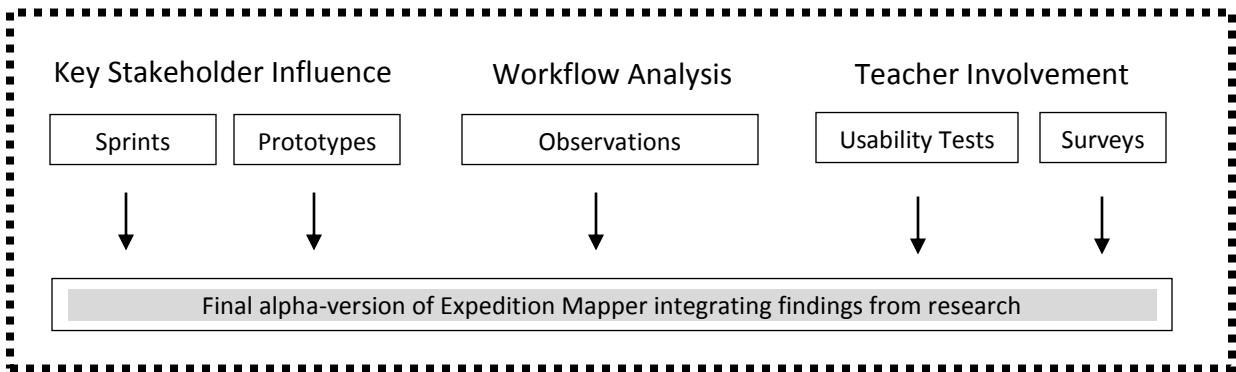 Key Stakeholder Influence
Workflow Analysis
Teacher Involvement
Sprints
Prototypes
Observations
Usability Tests
Surveys
Final alpha-version of Expedition Mapper integrating findings from research